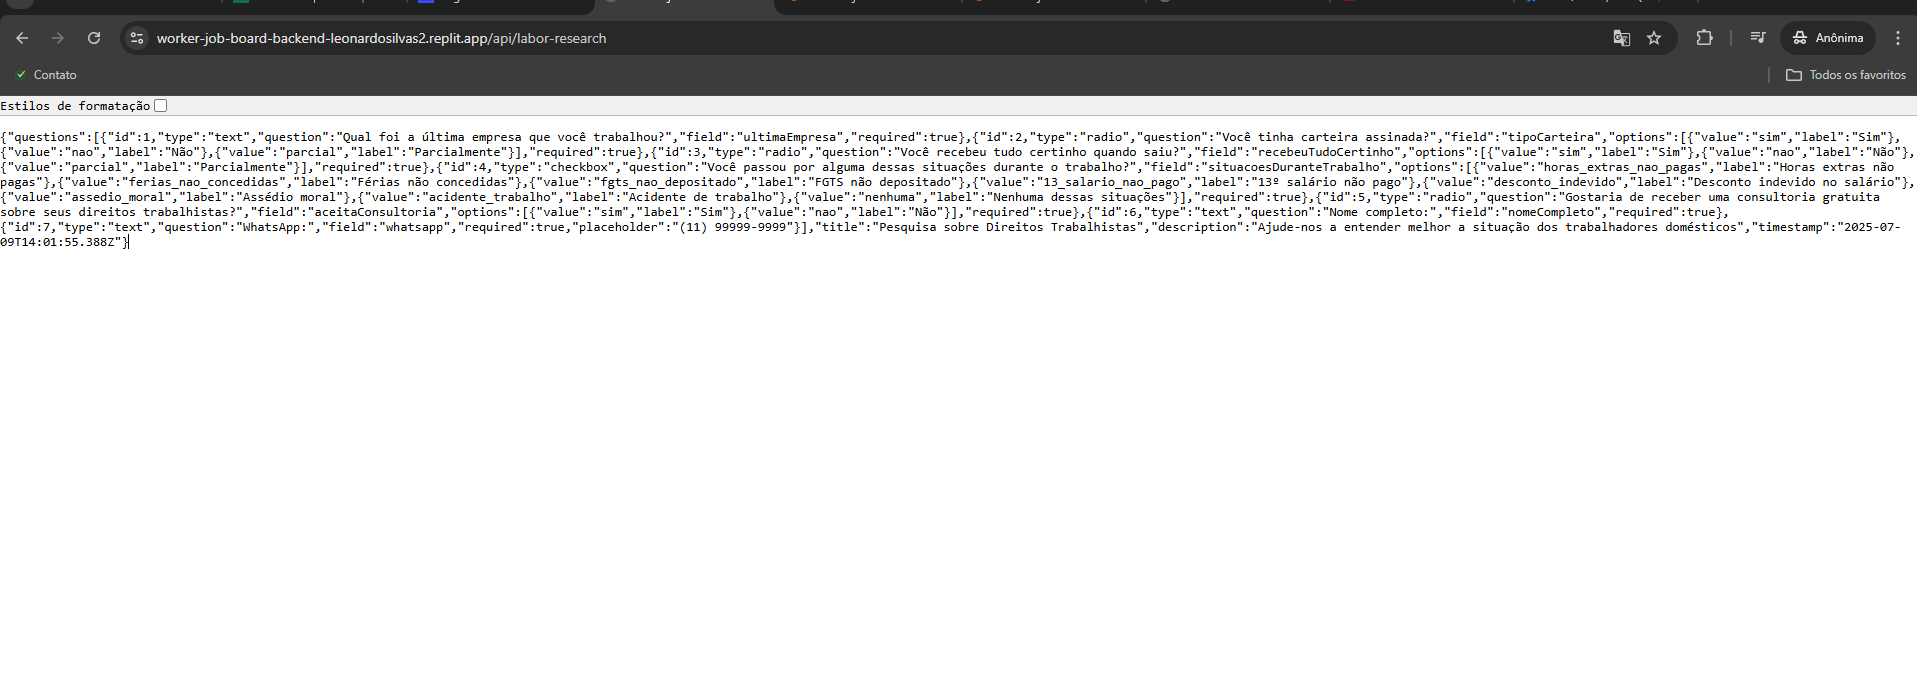 worker-job-board-backend-leonardosilvas2.replit.app/api/labor-research
Anônima
Contato
Todos os favoritos
Estilos de formatação
{"questions":[{"id":1,"type":"text","question":"Qual foi a última empresa que você trabalhou?","field":"ultimaEmpresa","required":true},{"id":2,"type":"radio","question":"Você tinha carteira assinada?","field":"tipoCarteira","options":[{"value":"sim","label":"Sim"},
{"value":"nao","label":"Não"},{"value":"parcial","label":"Parcialmente"}],"required":true},{"id":3,"type":"radio","question":"Você recebeu tudo certinho quando saiu?","field":"recebeuTudoCertinho","options":[{"value":"sim","label":"Sim"},{"value":"nao","label":"Não"},
{"value":"parcial","label":"Parcialmente"}],"required":true},{"id":4,"type":"checkbox","question":"Você passou por alguma dessas situações durante o trabalho?","field":"situacoesDuranteTrabalho","options":[{"value":"horas_extras_nao_pagas","label":"Horas extras não
pagas"},{"value":"ferias_nao_concedidas","label":"Férias não concedidas"},{"value":"fgts_nao_depositado","label":"FGTS não depositado"},{"value":"13_salario_nao_pago","label":"13º salário não pago"},{"value":"desconto_indevido","label":"Desconto indevido no salário"},
{"value":"assedio_moral","label":"Assédio moral"},{"value":"acidente_trabalho","label":"Acidente de trabalho"},{"value":"nenhuma","label":"Nenhuma dessas situações"}],"required":true},{"id":5,"type":"radio","question":"Gostaria de receber uma consultoria gratuita
sobre seus direitos trabalhistas?","field":"aceitaConsultoria","options":[{"value":"sim","label":"Sim"},{"value":"nao","label":"Não"}],"required":true},{"id":6,"type":"text","question":"Nome completo:","field":"nomeCompleto","required":true},
{"id":7,"type":"text","question":"WhatsApp:","field":"whatsapp","required":true,"placeholder":"(11) 99999-9999"}],"title":"Pesquisa sobre Direitos Trabalhistas","description":"Ajude-nos a entender melhor a situação dos trabalhadores domésticos","timestamp":"2025-07-
09T14:01:55.388Z"}